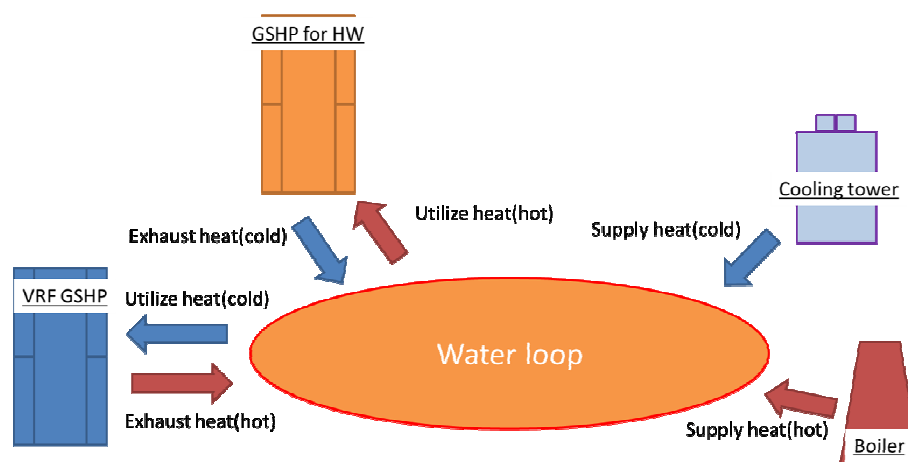 GSHP for HW
Cooling tower
Utilize heat(hot)
Exhaust heat(cold)
Supply heat(cold)
VRF GSHP
Utilize heat(cold)
Water loop
Exhaust heat(hot)
Supply heat(hot)
Boiler